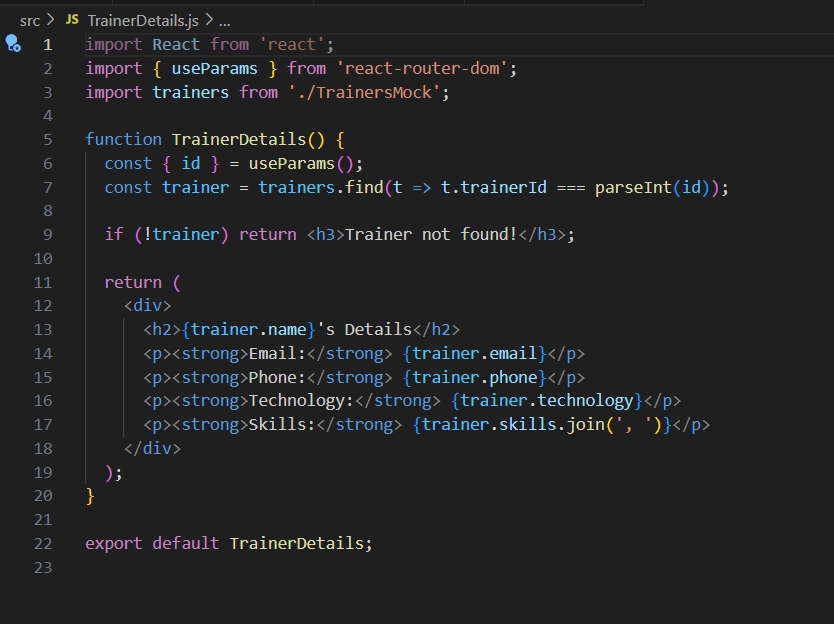 src > JS TrainerDetails.js > ...
1 import React from 'react';
2 import { useParams } from 'react-router-dom';
3 import trainers from './TrainersMock';
4
5 function TrainerDetails() {
6   const { id } = useParams();
7   const trainer = trainers.find(t => t.trainerId === parseInt(id));
8
9   if (!trainer) return <h3>Trainer not found!</h3>;
10
11   return (
12     <div>
13       <h2>{trainer.name}'s Details</h2>
14       <p><strong>Email:</strong> {trainer.email}</p>
15       <p><strong>Phone:</strong> {trainer.phone}</p>
16       <p><strong>Technology:</strong> {trainer.technology}</p>
17       <p><strong>Skills:</strong> {trainer.skills.join(', ')}</p>
18     </div>
19   );
20 }
21
22 export default TrainerDetails;
23